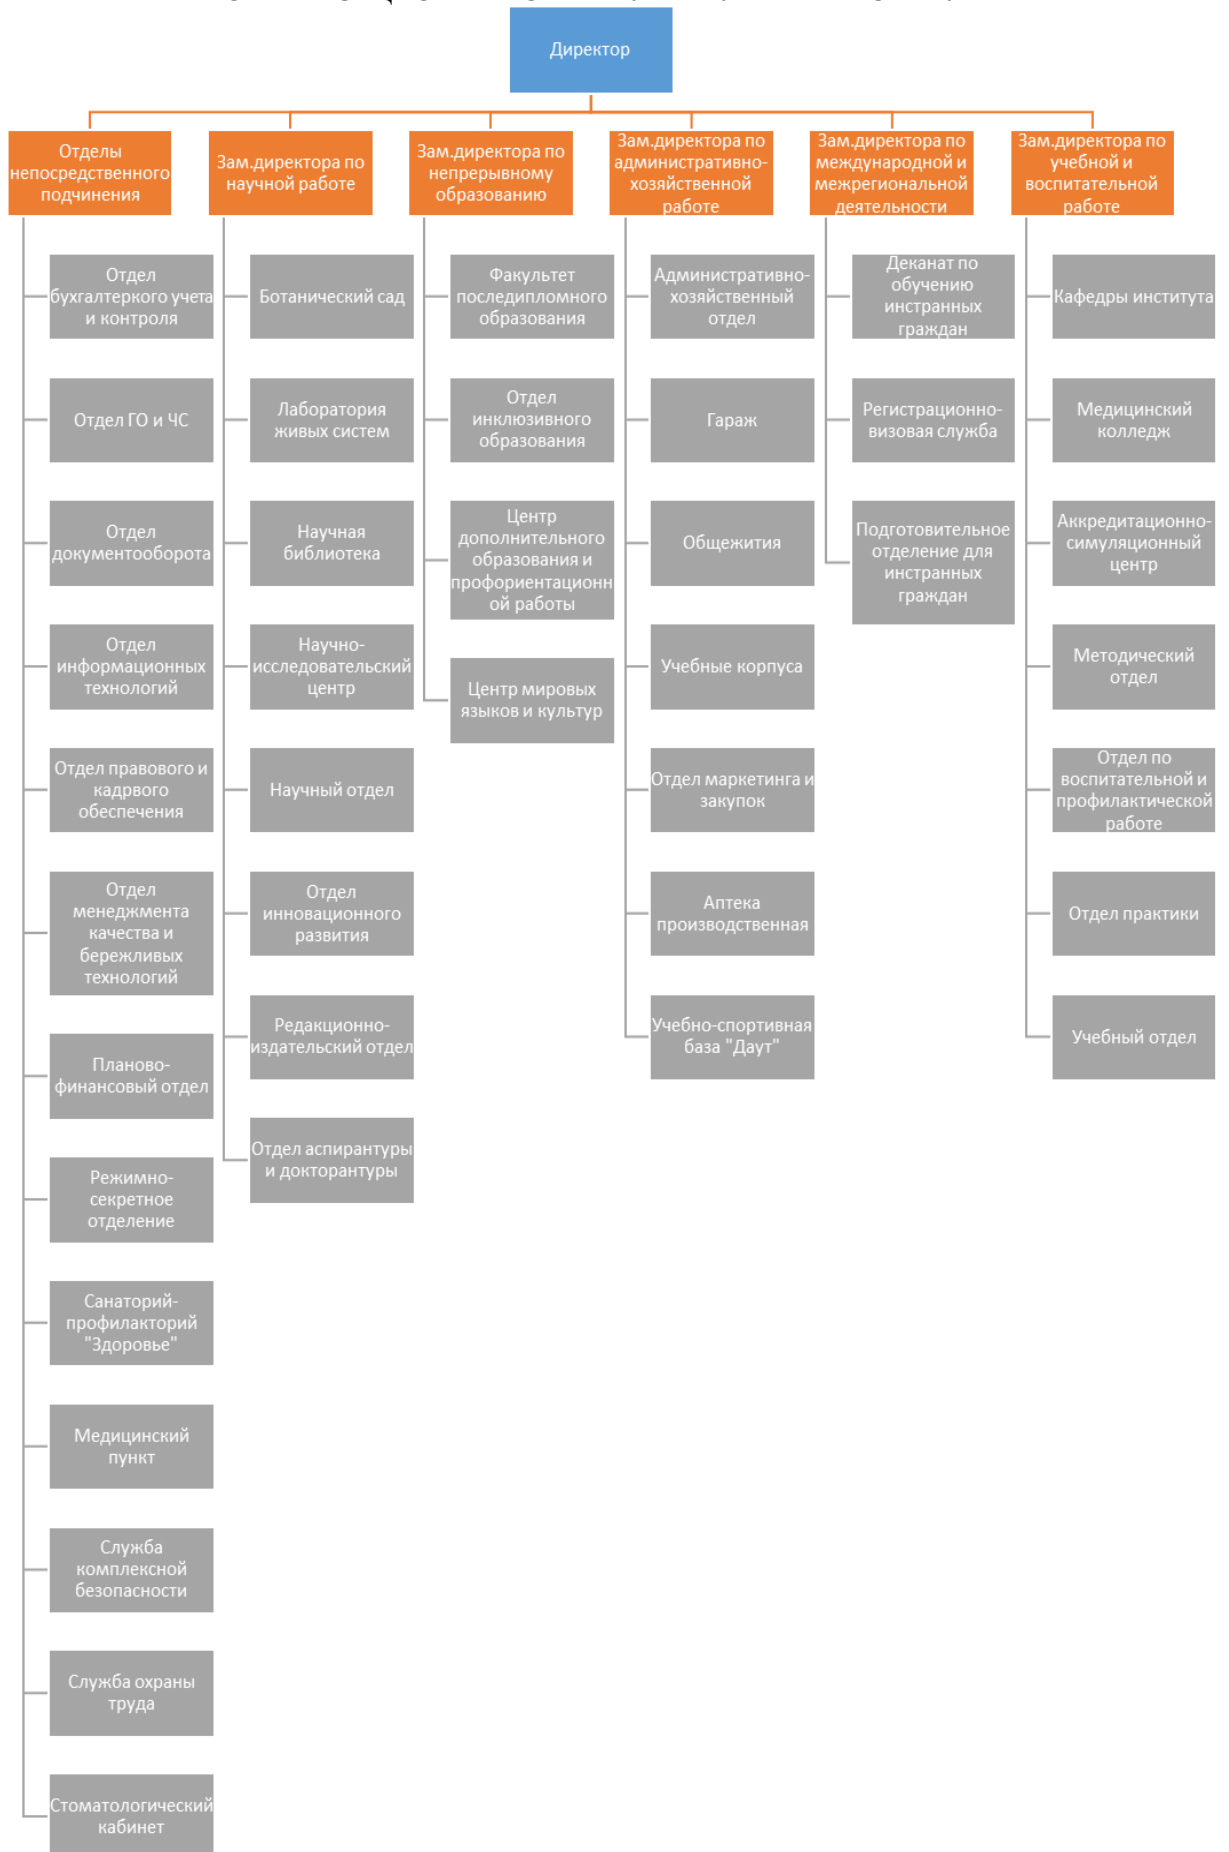 Директор
Отделы
непосредственного
подчинения
Зам.директора по
научной работе
Зам.директора по
непрерывному
образованию
Зам.директора по
административно-
хозяйственной
работе
Зам.директора по
международной и
межрегиональной
деятельности
Зам.директора по
учебной и
воспитательной
работе
Отдел
бухгалтеркого учета
и контроля
Отдел ГО и ЧС
Отдел
документооборота
Отдел
информационных
технологий
Отдел правового и
кадрвого
обеспечения
Отдел
менеджмента
качества и
бережливых
технологий
Планово-
финансовый отдел
Режимно-
секретное
отделение
Санаторий-
профилакторий
"Здоровье"
Медицинский
пункт
Служба
комплексной
безопасности
Служба охраны
труда
Стоматологический
кабинет
Ботанический сад
Лаборатория
живых систем
Научная
библиотека
Научно-
исследовательский
центр
Научный отдел
Отдел
инновационного
развития
Редакционно-
издательский отдел
Отдел аспирантуры
и докторантуры
Факультет
последипломного
образования
Отдел
инклюзивного
образования
Центр
дополнительного
образования и
профориентационн
ой работы
Центр мировых
языков и культур
Административно-
хозяйственный
отдел
Гараж
Общежития
Учебные корпуса
Отдел маркетинга и
закупок
Аптека
производственная
Учебно-спортивная
база "Даут"
Деканат по
обучению
инстранных
граждан
Регистрационно-
визовая служба
Подготовительное
отделение для
инстранных
граждан
Кафедры института
Медицинский
колледж
Аккредитационно-
симуляционный
центр
Методический
отдел
Отдел по
воспитательной и
профилактической
работе
Отдел практики
Учебный отдел